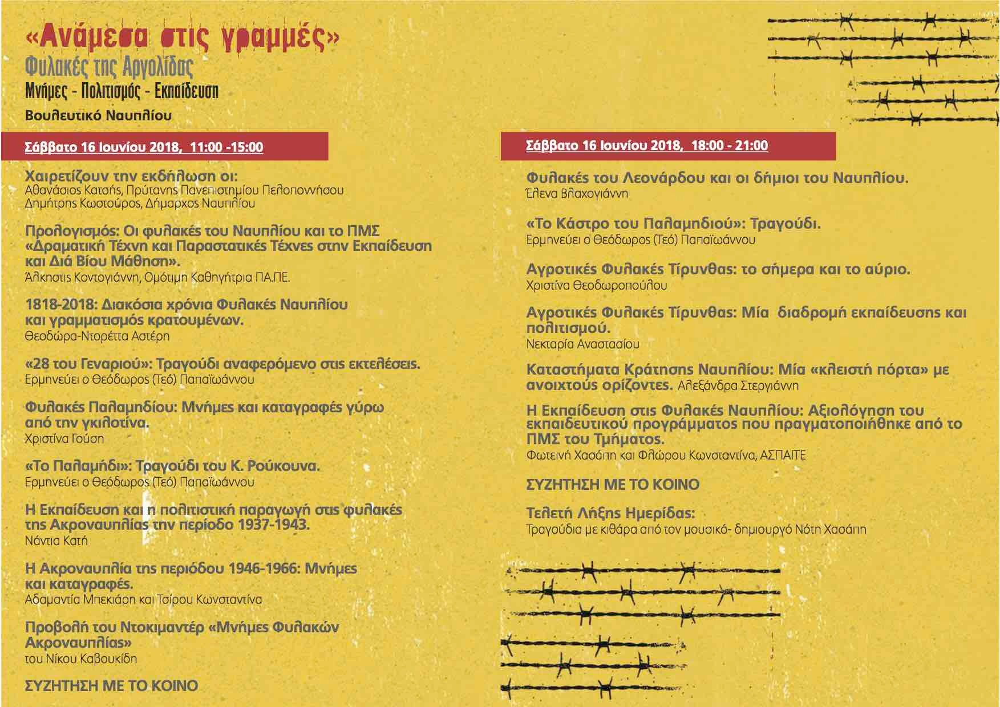 «Ανάμεσα στις γραμμές»
Φυλακές της Αργολίδας
Μνήμες - Πολιτισμός - Εκπαίδευση
Βουλευτικό Ναυπλίου
Σάββατο 16 Ιουνίου 2018,  11:00 -15:00
Χαιρετίζουν την εκδήλωση οι:
Αθανάσιος Κατσής, Πρύτανης Πανεπιστημίου Πελοποννήσου
Δημήτρης Κωστούρος, Δήμαρχος Ναυπλίου
Προλογισμός: Οι φυλακές του Ναυπλίου και το ΠΜΣ
«Δραματική Τέχνη και Παραστατικές Τέχνες στην Εκπαίδευση
και Διά Βίου Μάθηση».
Άλκηστις Κοντογιάννη, Ομότιμη Καθηγήτρια ΠΑ.ΠΕ.
1818-2018: Διακόσια χρόνια Φυλακές Ναυπλίου
και γραμματισμός κρατουμένων.
Θεοδώρα-Ντορέττα Αστέρη
«28 του Γεναριού»: Τραγούδι αναφερόμενο στις εκτελέσεις.
Ερμηνεύει ο Θεόδωρος (Τεό) Παπαϊωάννου
Φυλακές Παλαμηδίου: Μνήμες και καταγραφές γύρω
από την γκιλοτίνα.
Χριστίνα Γούση
«Το Παλαμήδι»: Τραγούδι του Κ. Ρούκουνα.
Ερμηνεύει ο Θεόδωρος (Τεό) Παπαϊωάννου
Η Εκπαίδευση και η πολιτιστική παραγωγή στις φυλακές
της Ακροναυπλίας την περίοδο 1937-1943.
Νάντια Κατή
Η Ακροναυπλία της περιόδου 1946-1966: Μνήμες
και καταγραφές.
Αδαμαντία Μπεκιάρη και Τσίρου Κωνσταντίνα
Προβολή του Ντοκιμαντέρ «Μνήμες Φυλακών
Ακροναυπλίας»
του Νίκου Καβουκίδη
ΣΥΖΗΤΗΣΗ ΜΕ ΤΟ ΚΟΙΝΟ
Σάββατο 16 Ιουνίου 2018,  18:00 - 21:00
Φυλακές του Λεονάρδου και οι δήμιοι του Ναυπλίου.
Έλενα Βλαχογιάννη
«Το Κάστρο του Παλαμηδιού»: Τραγούδι.
Ερμηνεύει ο Θεόδωρος (Τεό) Παπαϊωάννου
Αγροτικές Φυλακές Τίρυνθας: το σήμερα και το αύριο.
Χριστίνα Θεοδωροπούλου
Αγροτικές Φυλακές Τίρυνθας: Μία  διαδρομή εκπαίδευσης και
πολιτισμού.
Νεκταρία Αναστασίου
Καταστήματα Κράτησης Ναυπλίου: Μία «κλειστή πόρτα» με
ανοιχτούς ορίζοντες. Αλεξάνδρα Στεργιάννη
Η Εκπαίδευση στις Φυλακές Ναυπλίου: Αξιολόγηση του
εκπαιδευτικού προγράμματος που πραγματοποιήθηκε από το
ΠΜΣ του Τμήματος.
Φωτεινή Χασάπη και Φλώρου Κωνσταντίνα, ΑΣΠΑΙΤΕ
ΣΥΖΗΤΗΣΗ ΜΕ ΤΟ ΚΟΙΝΟ
Τελετή Λήξης Ημερίδας:
Τραγούδια με κιθάρα από τον μουσικό- δημιουργό Νότη Χασάπη